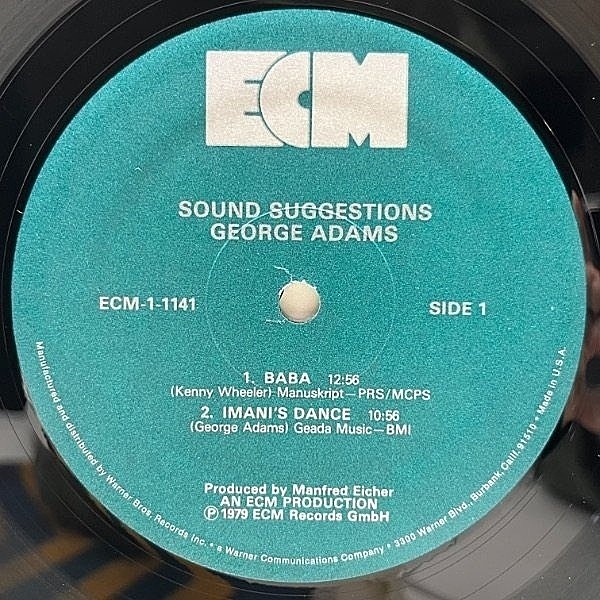 ECM
SOUND SUGGESTIONS
GEORGE ADAMS
ECM-1-1141
SIDE 1
1. BABA 12:56
(Kenny Wheeler) Manuskript—PRS/MCPS
2. IMANI'S DANCE 10:56
(George Adams) Geada Music—BMI
Produced by Manfred Eicher
AN ECM PRODUCTION
℗ 1979 ECM Records GmbH
Manufactured and distributed by Warner Bros. Records Inc. • a Warner Communications Company • 3300 Warner Blvd., Burbank, Calif. 91510 • Made in U.S.A.